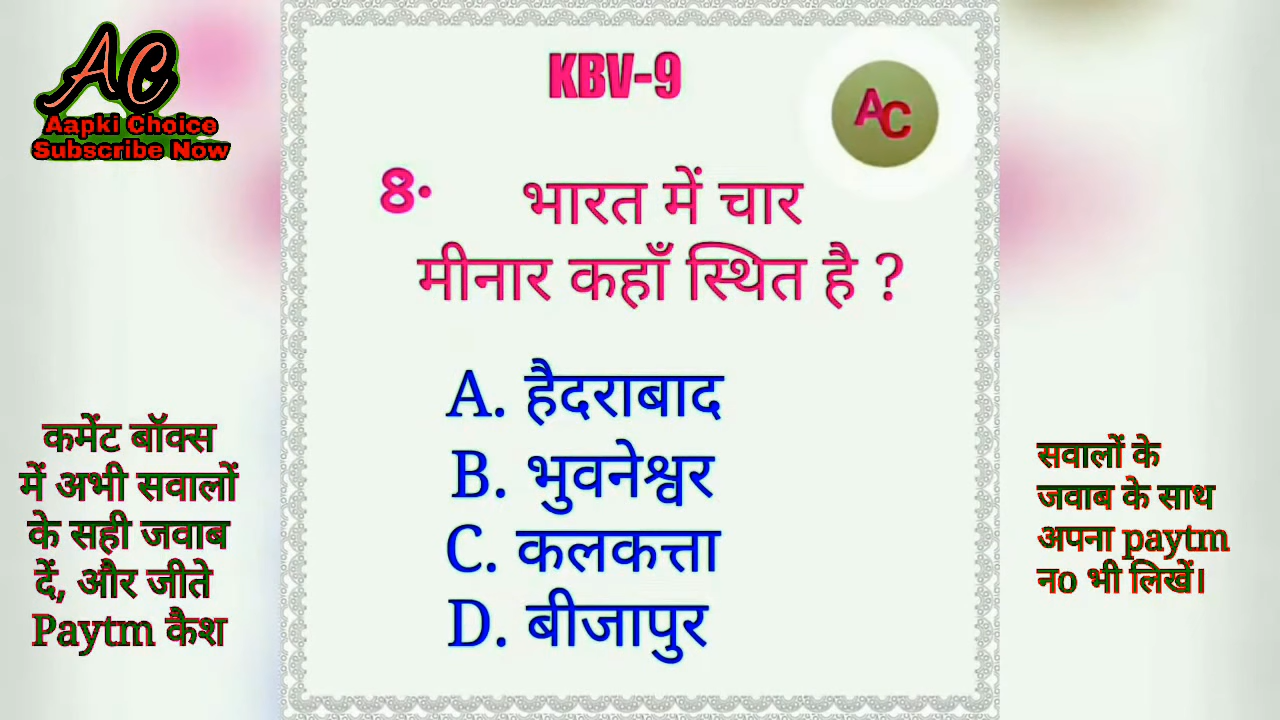 AC
Aapki Choice
Subscribe Now
KBV-9
AC
8. भारत में चार
मीनार कहाँ स्थित है ?
A. हैदराबाद
B. भुवनेश्वर
C. कलकत्ता
D. बीजापुर
कमेंट बॉक्स
में अभी सवालों
के सही जवाब
दें, और जीते
Paytm कैश
सवालों के
जवाब के साथ
अपना paytm
न० भी लिखें।